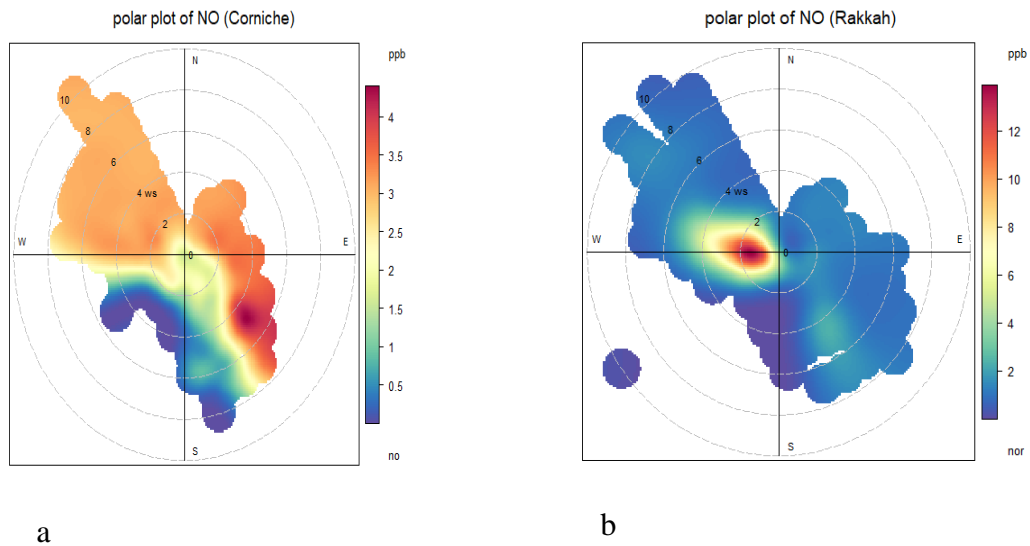 polar plot of NO (Corniche)
ppb
N
10
8
6
4 ws
2
W
0
E
S
4
3.5
3
2.5
2
1.5
1
0.5
no
a
polar plot of NO (Rakkah)
ppb
N
10
8
6
4 ws
2
W
0
E
S
12
10
8
6
4
2
nor
b